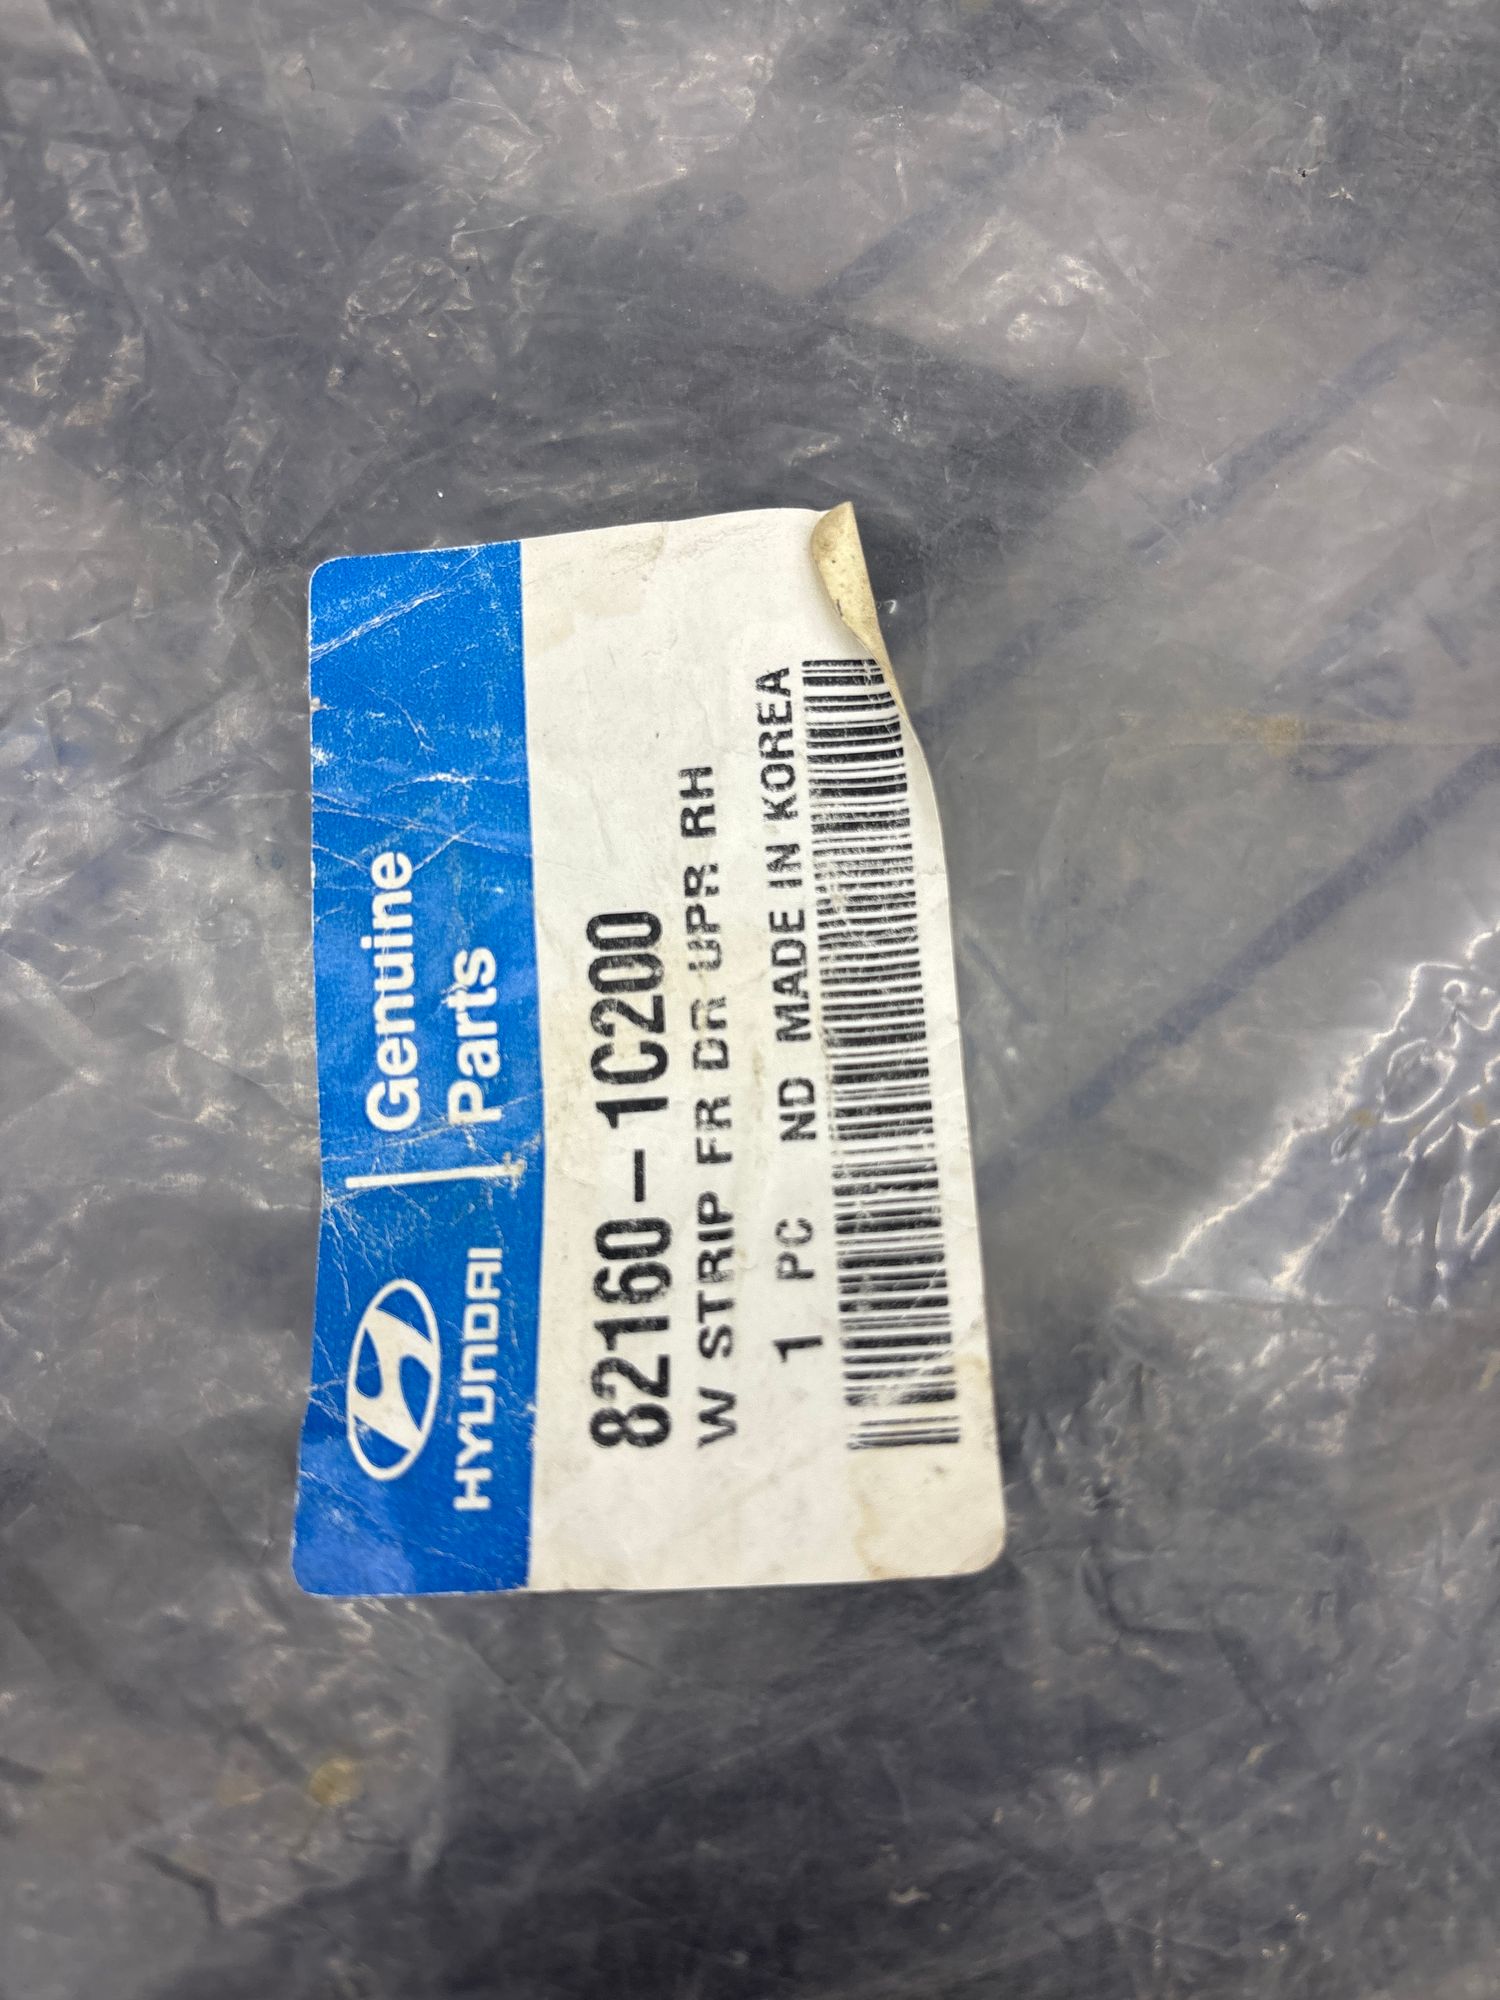 HYUNDAI
Genuine
Parts
82160-1C200
W STRIP FR DR UPR RH
1 PC ND MADE IN KOREA